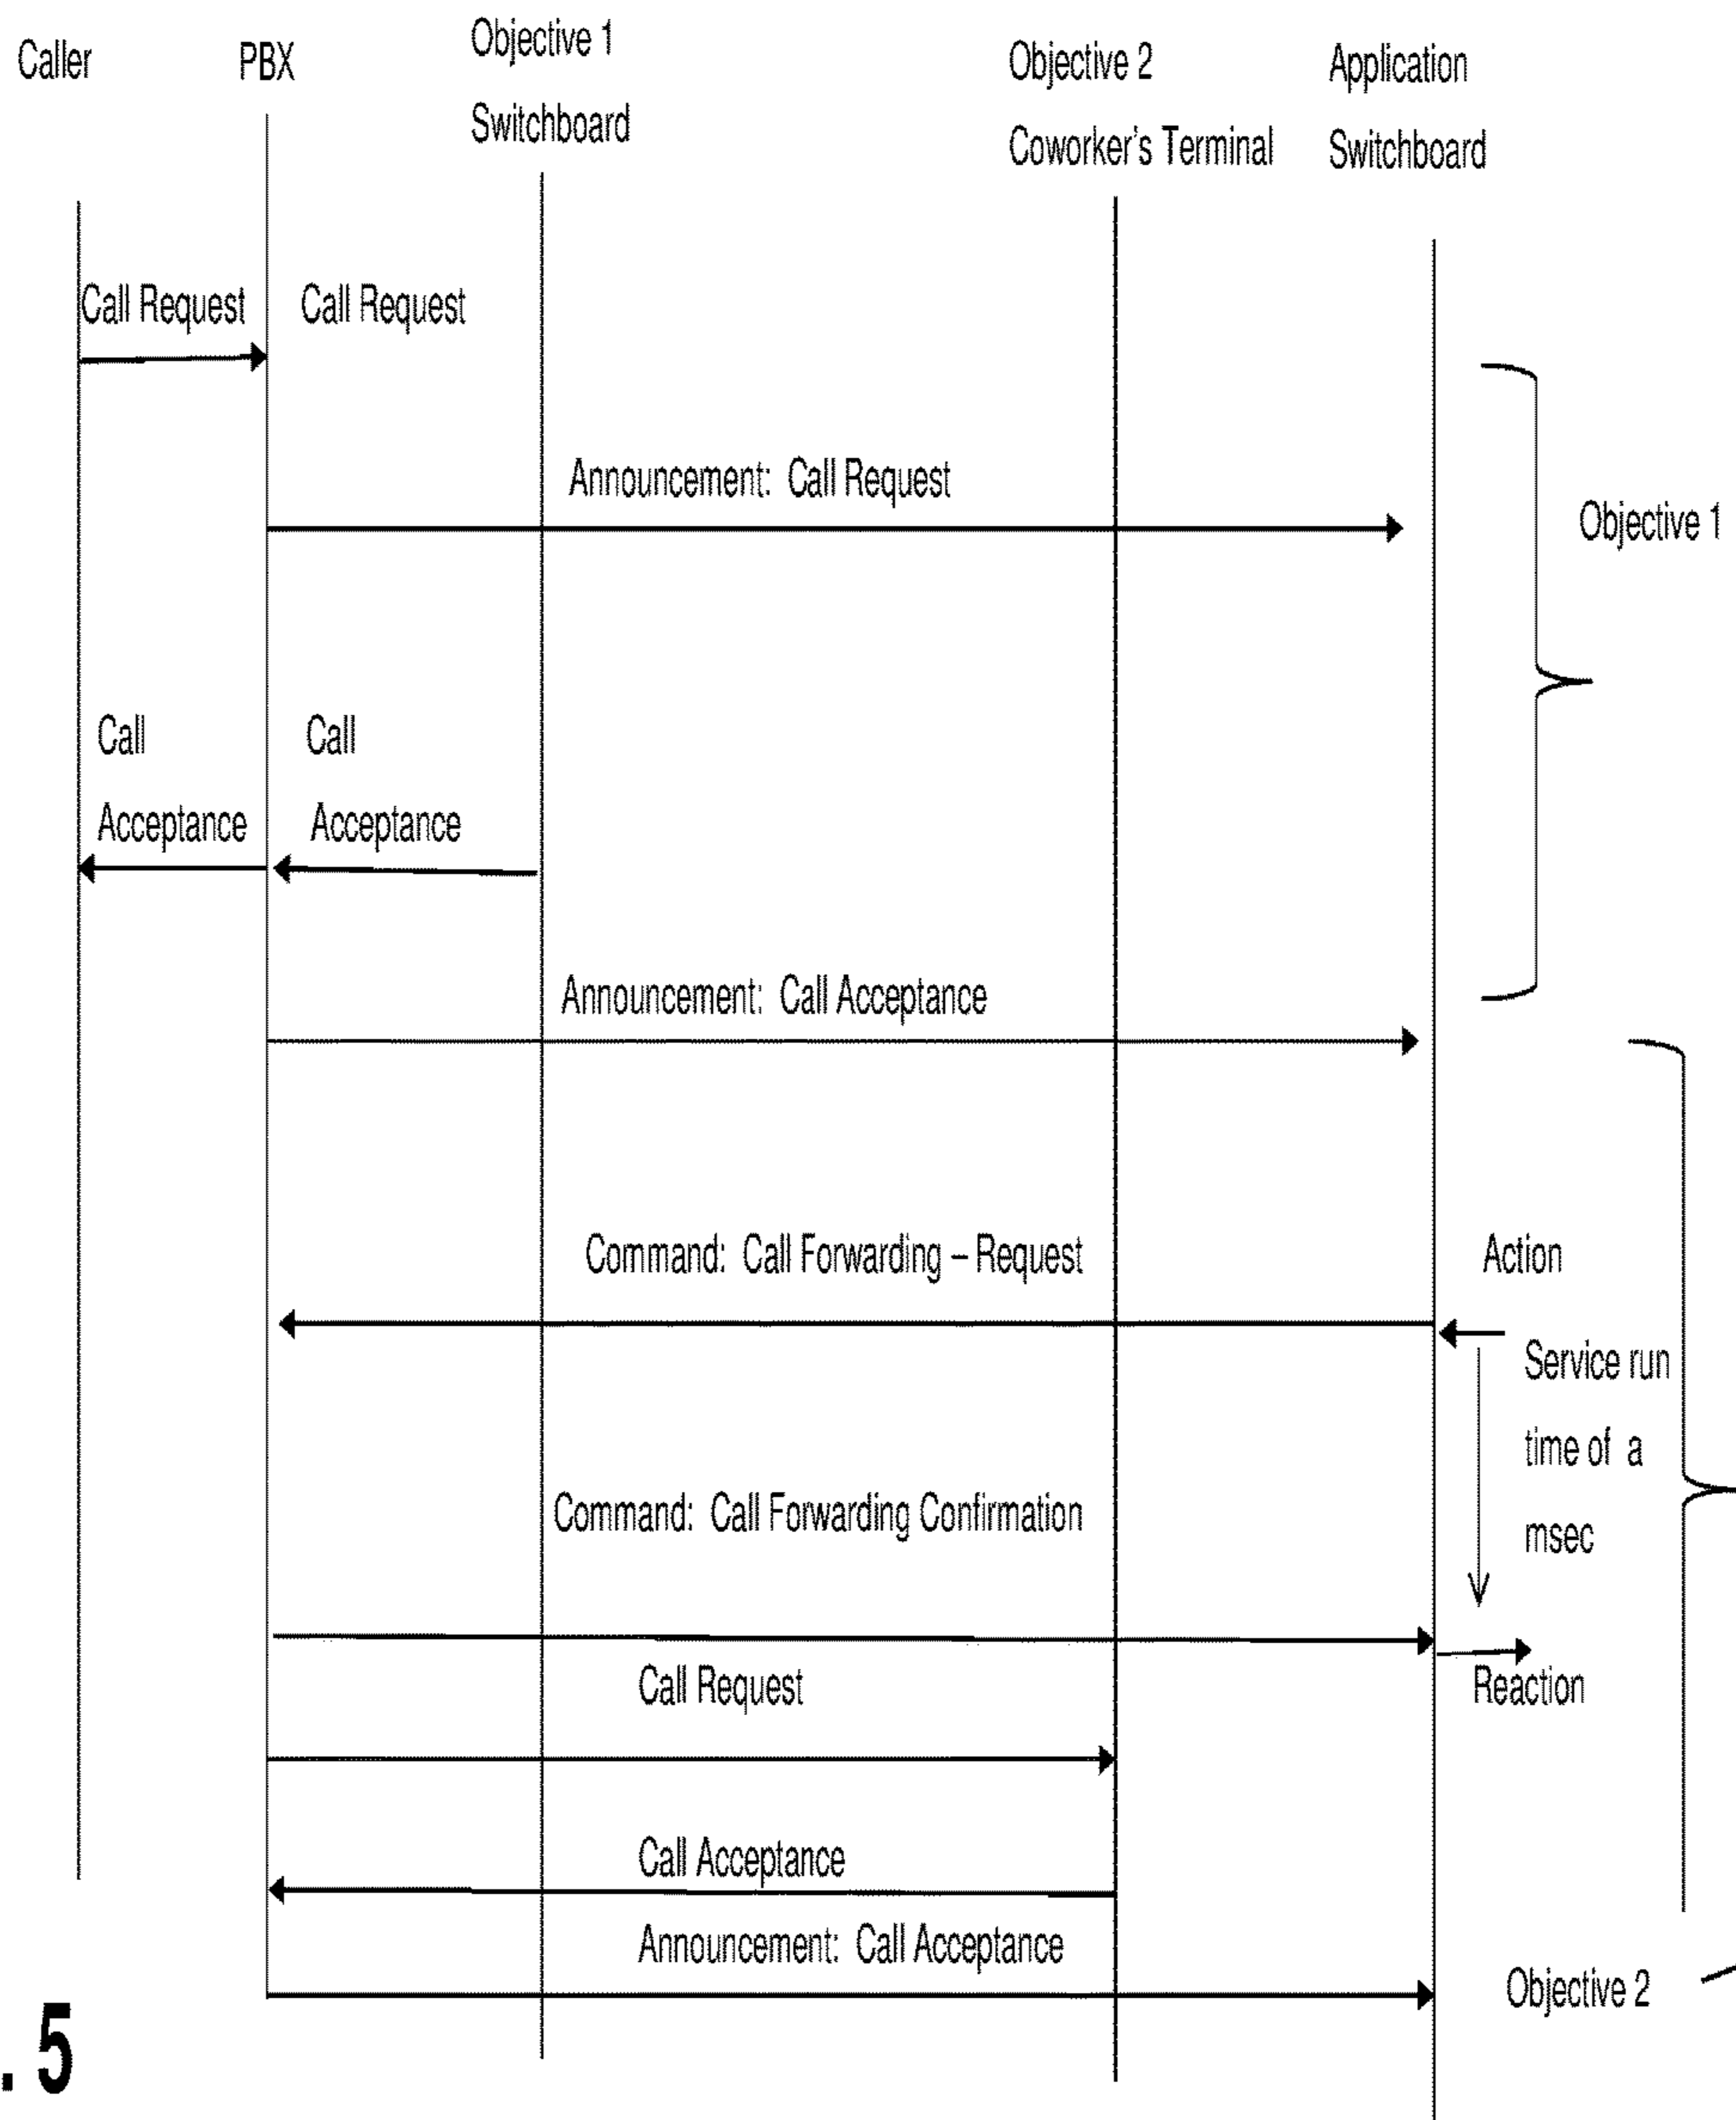 Caller
PBX
Objective 1
Switchboard
Objective 2
Coworker's Terminal
Application
Switchboard
Call Request
Call Request
Announcement: Call Request
Objective 1
Call
Acceptance
Call
Acceptance
Announcement: Call Acceptance
Command: Call Forwarding – Request
Action
Service run
time of a
msec
Command: Call Forwarding Confirmation
Call Request
Reaction
Call Acceptance
Announcement: Call Acceptance
Objective 2
. 5